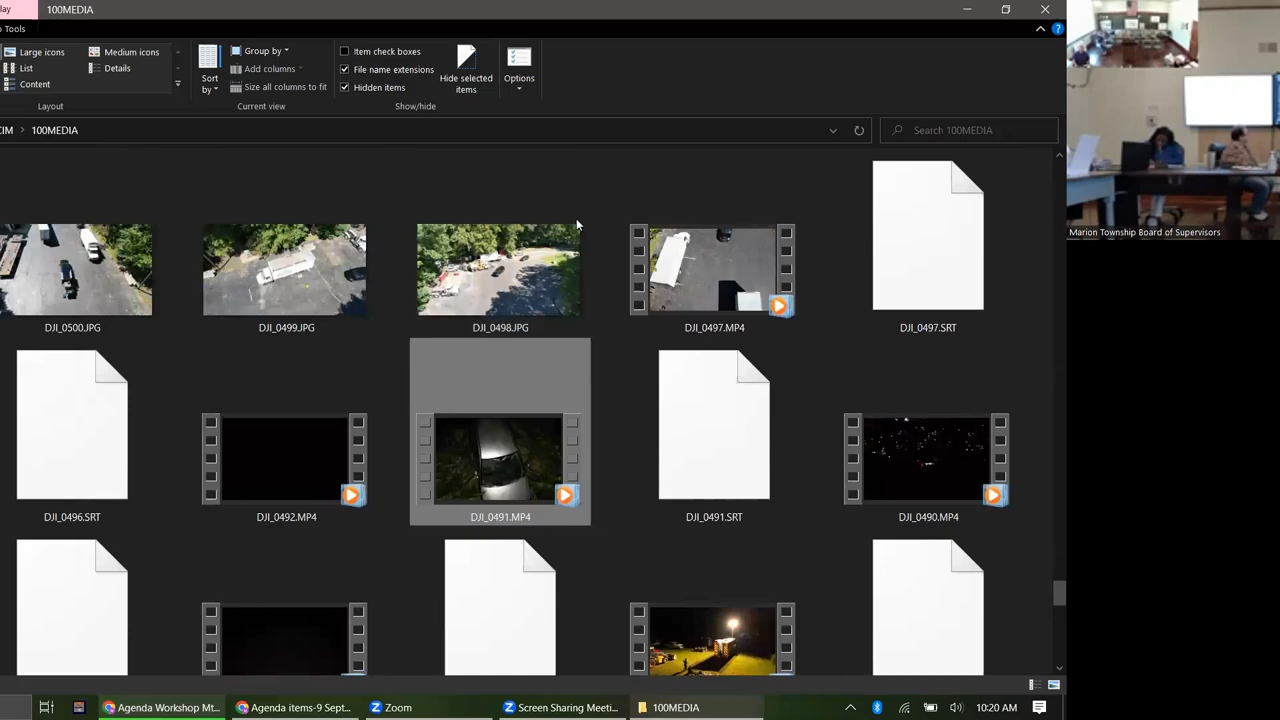 lay
100MEDIA
Tools
Large icons
Medium icons
List
Details
Content
Layout
Sort by
Group by
Add columns
Size all columns to fit
Current view
Item check boxes
File name extensions
Hidden items
Hide selected items
Show/hide
Options
CIM > 100MEDIA
Search 100MEDIA
DJI_0500.JPG
DJI_0499.JPG
DJI_0498.JPG
DJI_0497.MP4
DJI_0497.SRT
DJI_0496.SRT
DJI_0492.MP4
DJI_0491.MP4
DJI_0491.SRT
DJI_0490.MP4
Marion Township Board of Supervisors
Agenda Workshop Mt...
Agenda items-9 Sept...
Zoom
Screen Sharing Meeti...
100MEDIA
10:20 AM